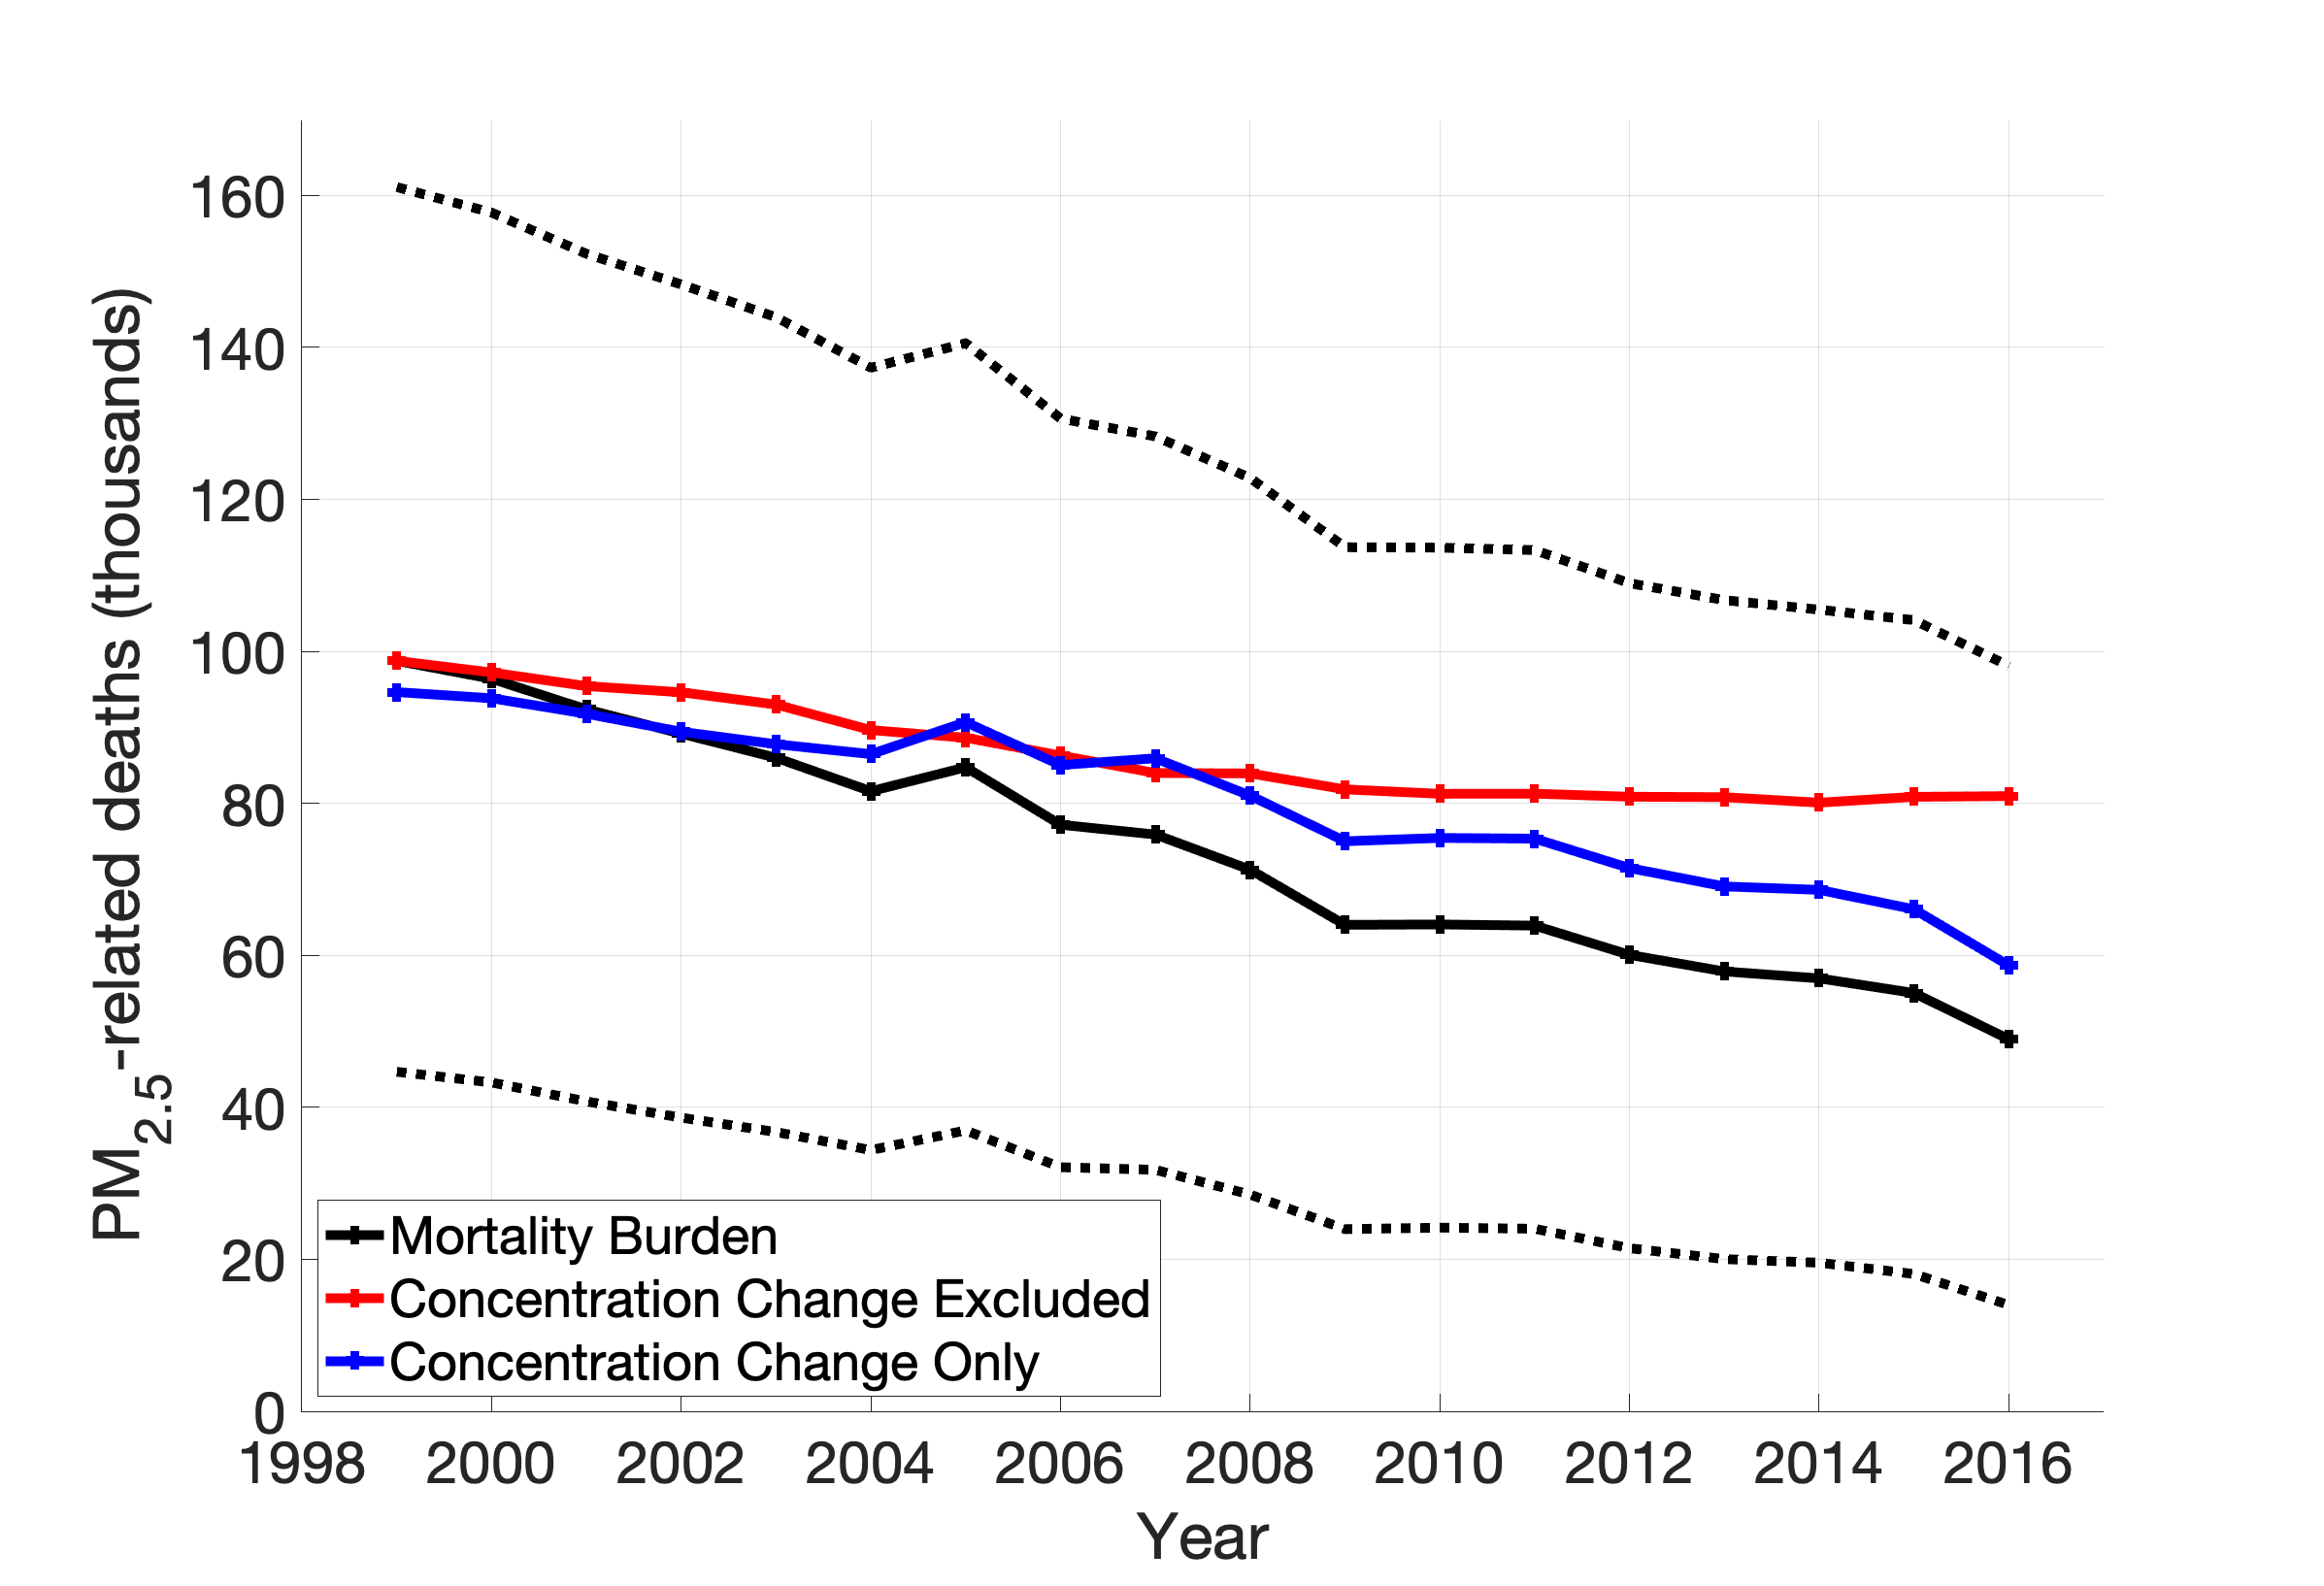 PM2.5-related deaths (thousands)
160
140
120
100
80
60
40
20
0
Mortality Burden
Concentration Change Excluded
Concentration Change Only
1998 2000 2002 2004 2006 2008 2010 2012 2014 2016
Year